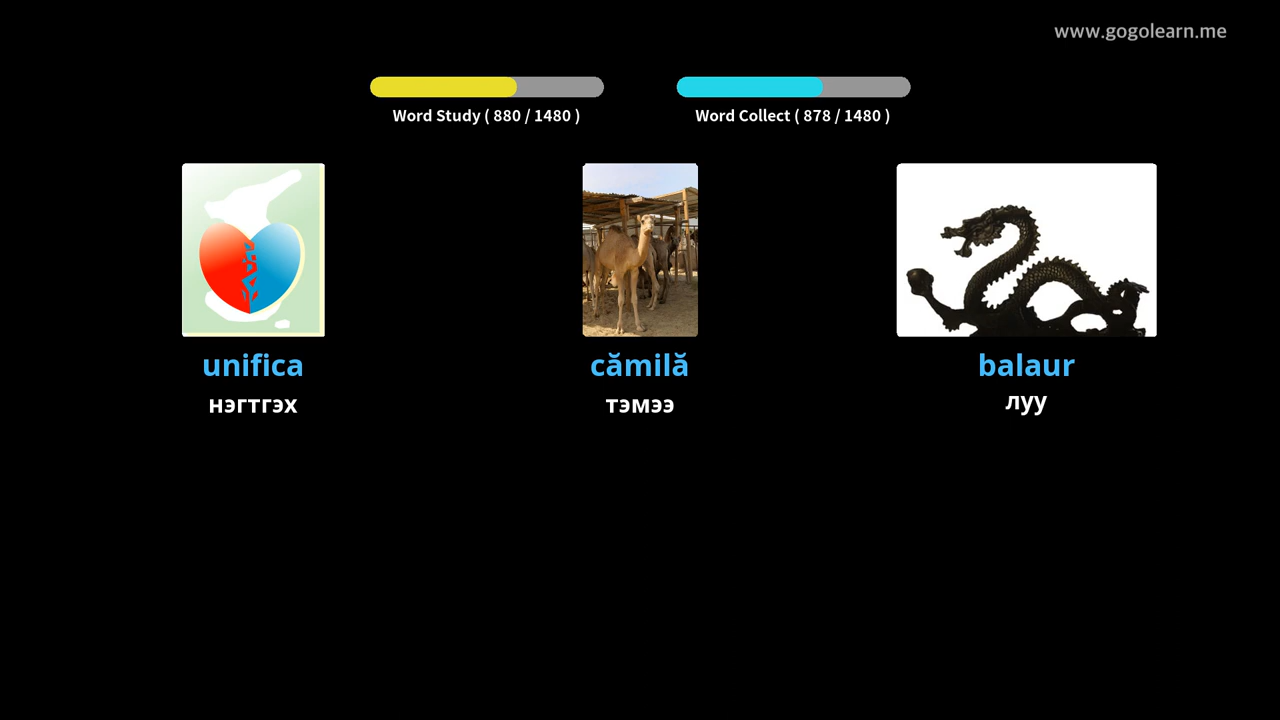 www.gogolearn.me
Word Study ( 880 / 1480 )
Word Collect ( 878 / 1480 )
unifica
cămilă
balaur
нэгтгэх
тэмээ
луу